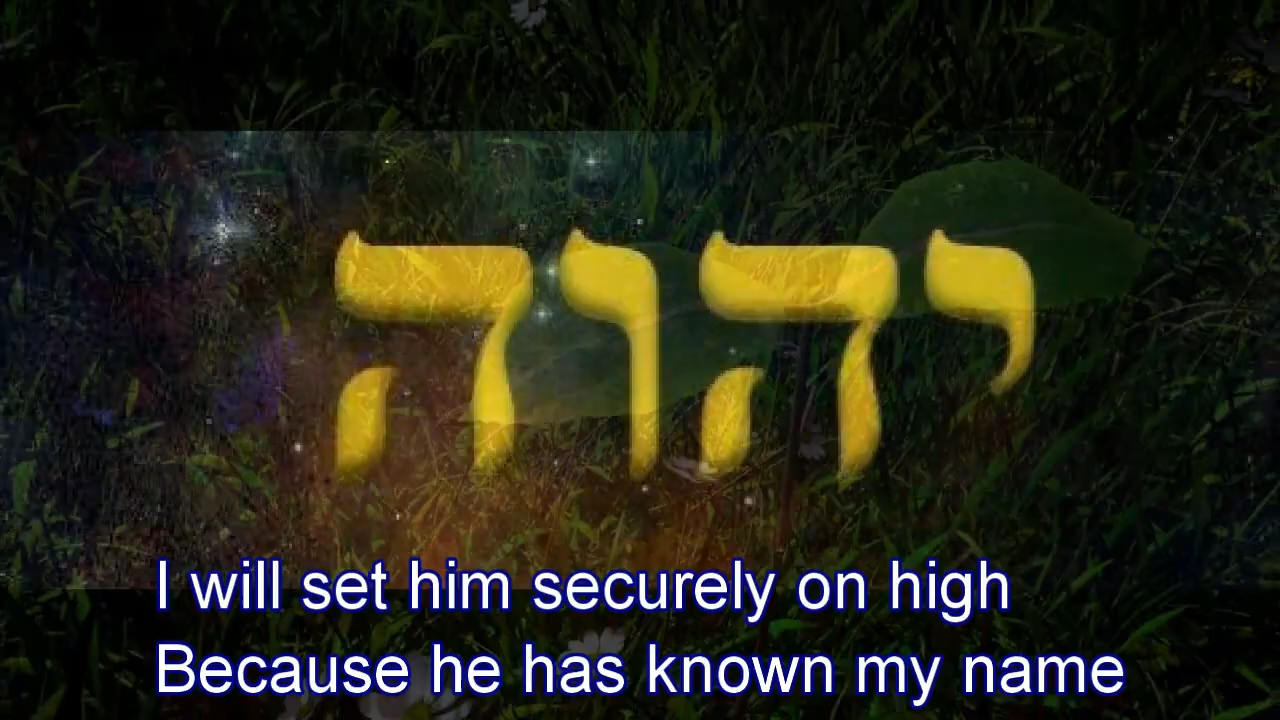 יהוה
I will set him securely on high
Because he has known my name